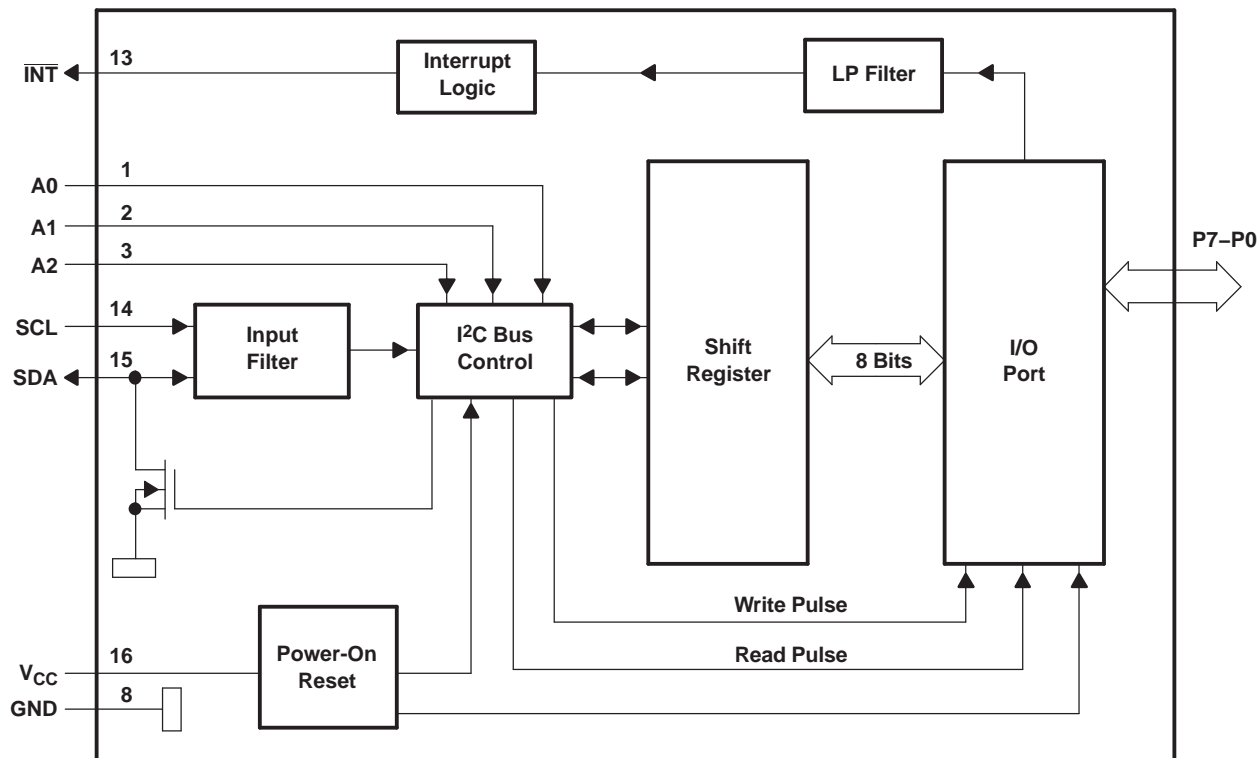 INT
13
Interrupt
Logic
LP Filter
A0
1
A1
2
A2
3
P7–P0
SCL
14
SDA
15
Input
Filter
I²C Bus
Control
Shift
Register
8 Bits
I/O
Port
Write Pulse
Read Pulse
VCC
16
GND
8
Power-On
Reset